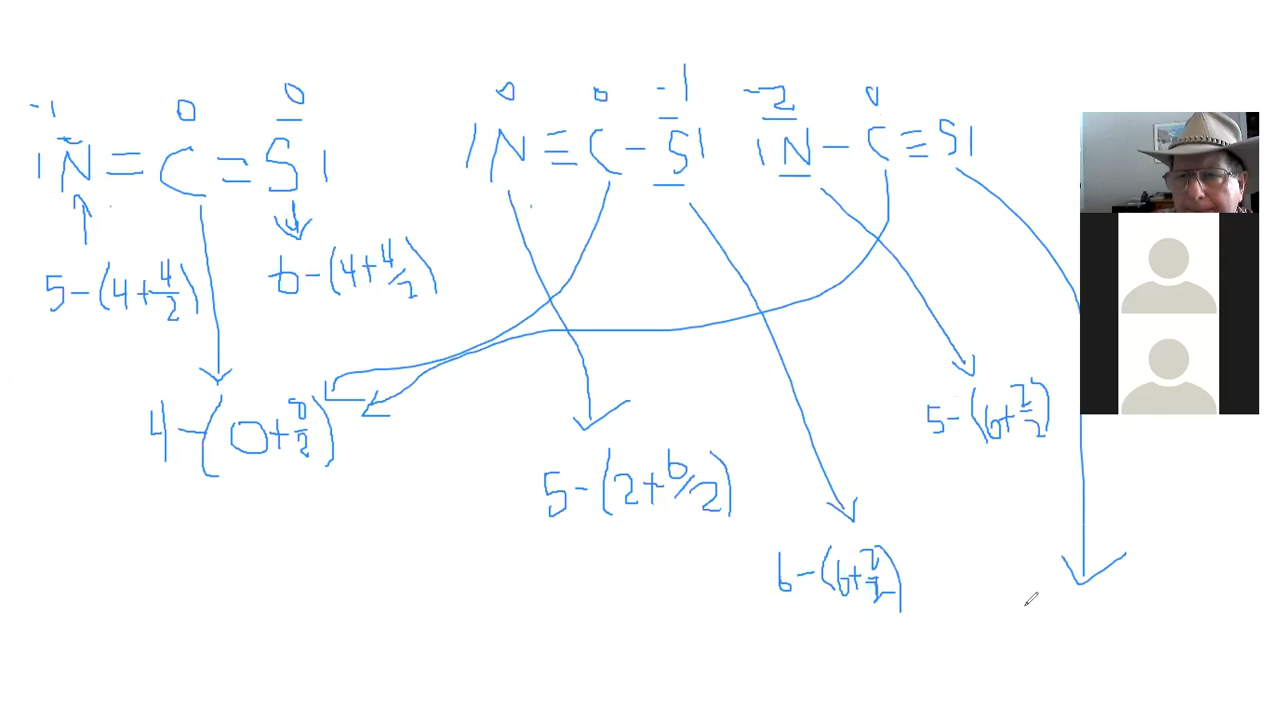 -1 0 0 0 0 -1 -2 0
|N=C=S| |N≡C-S| |N-C≡S|
5-(4+4/2) 6-(4+4/2)
4-(0+8/2) 5-(6+2/2)
5-(2+6/2)
6-(6+2/2)